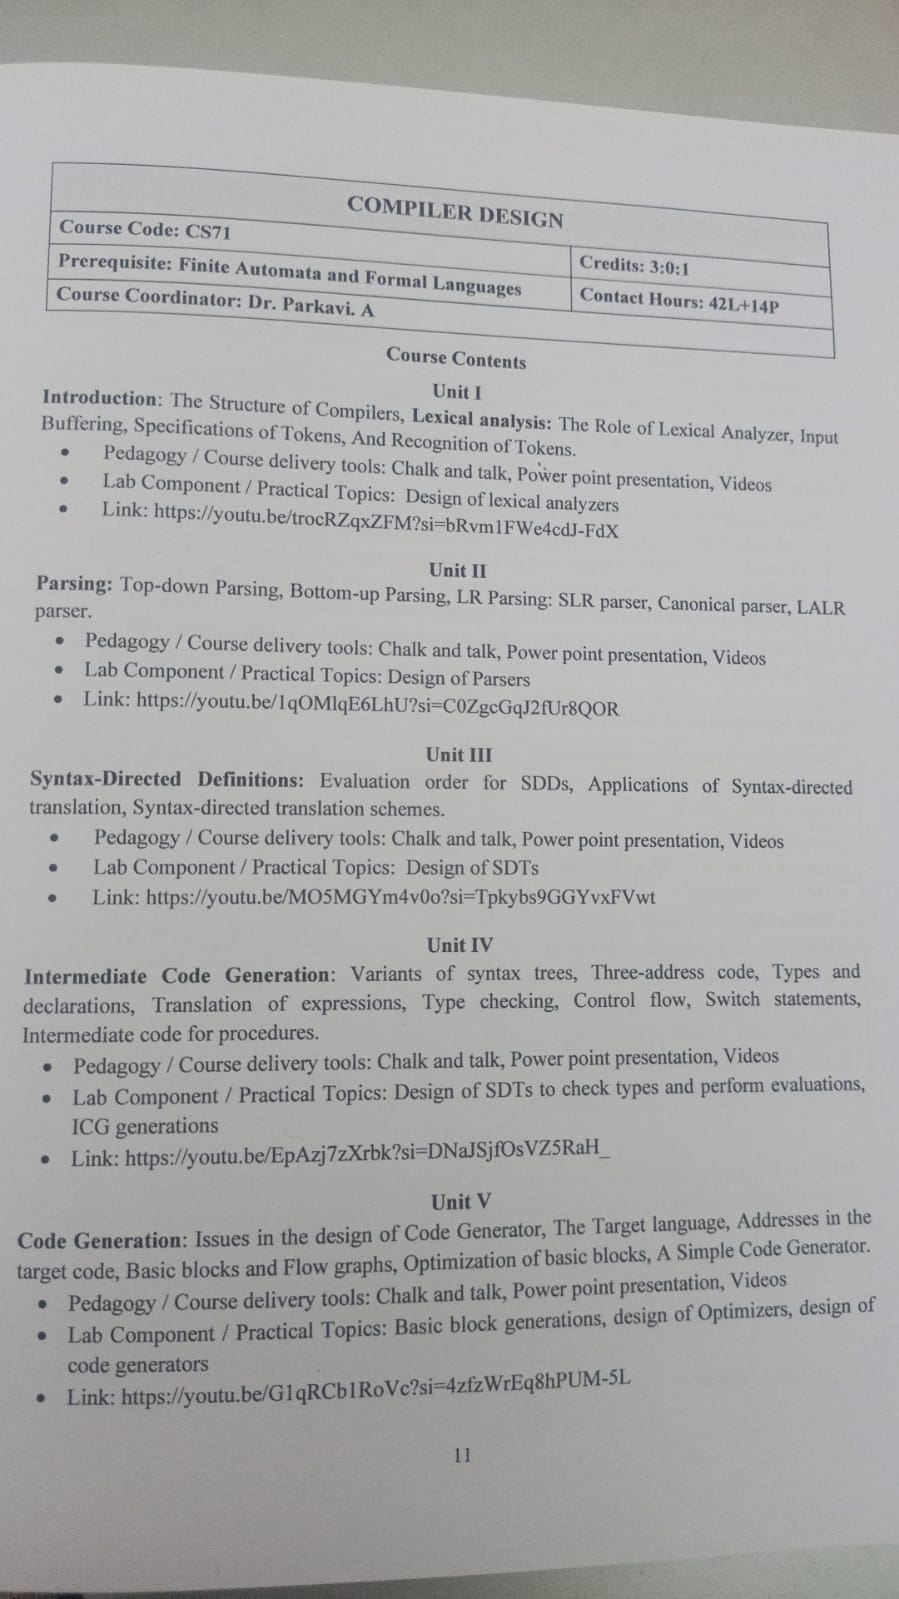 COMPILER DESIGN
Course Code: CS71
Credits: 3:0:1
Prerequisite: Finite Automata and Formal Languages
Contact Hours: 42L+14P
Course Coordinator: Dr. Parkavi. A
Course Contents
Unit I
Introduction: The Structure of Compilers, Lexical analysis: The Role of Lexical Analyzer, Input
Buffering, Specifications of Tokens, And Recognition of Tokens.
• Pedagogy / Course delivery tools: Chalk and talk, Power point presentation, Videos
• Lab Component / Practical Topics: Design of lexical analyzers
• Link: https://youtu.be/trocRZqxZFM?si=bRvm1FWe4cdJ-FdX
Unit II
Parsing: Top-down Parsing, Bottom-up Parsing, LR Parsing: SLR parser, Canonical parser, LALR
parser.
• Pedagogy / Course delivery tools: Chalk and talk, Power point presentation, Videos
• Lab Component / Practical Topics: Design of Parsers
• Link: https://youtu.be/1qOMlqE6LhU?si=C0ZgcGqJ2fUr8QOR
Unit III
Syntax-Directed Definitions: Evaluation order for SDDs, Applications of Syntax-directed
translation, Syntax-directed translation schemes.
• Pedagogy / Course delivery tools: Chalk and talk, Power point presentation, Videos
• Lab Component / Practical Topics: Design of SDTs
• Link: https://youtu.be/MO5MGYm4v0o?si=Tpkybs9GGYvxFVwt
Unit IV
Intermediate Code Generation: Variants of syntax trees, Three-address code, Types and
declarations, Translation of expressions, Type checking, Control flow, Switch statements,
Intermediate code for procedures.
• Pedagogy / Course delivery tools: Chalk and talk, Power point presentation, Videos
• Lab Component / Practical Topics: Design of SDTs to check types and perform evaluations,
ICG generations
• Link: https://youtu.be/EpAzj7zXrbk?si=DNaJSjfOsVZ5RaH_
Unit V
Code Generation: Issues in the design of Code Generator, The Target language, Addresses in the
target code, Basic blocks and Flow graphs, Optimization of basic blocks, A Simple Code Generator.
• Pedagogy / Course delivery tools: Chalk and talk, Power point presentation, Videos
• Lab Component / Practical Topics: Basic block generations, design of Optimizers, design of
code generators
• Link: https://youtu.be/G1qRCb1RoVc?si=4zfzWrEq8hPUM-5L
11